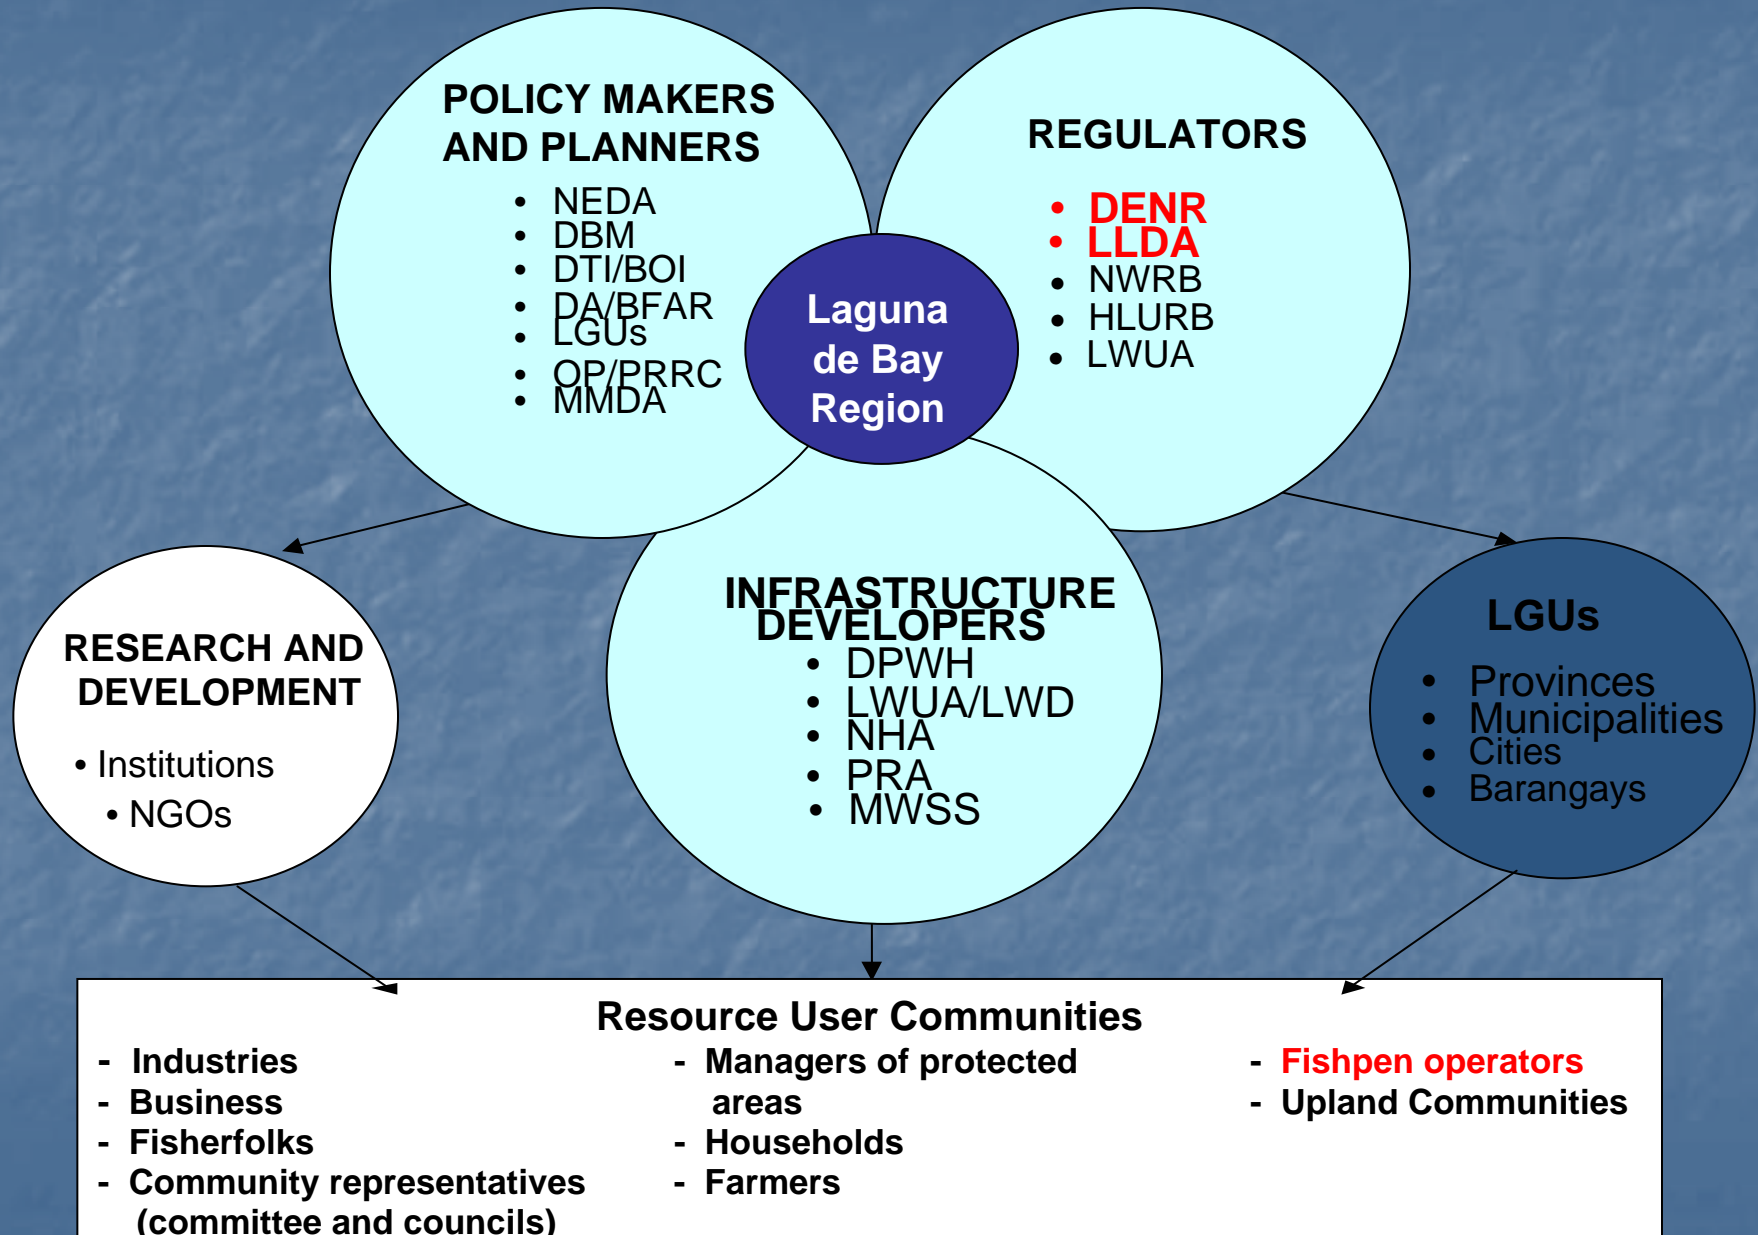 POLICY MAKERS
AND PLANNERS
• NEDA
• DBM
• DTI/BOI
• DA/BFAR
• LGUs
• OP/PRRC
• MMDA
REGULATORS
• DENR
• LLDA
• NWRB
• HLURB
• LWUA
Laguna
de Bay
Region
INFRASTRUCTURE
DEVELOPERS
• DPWH
• LWUA/LWD
• NHA
• PRA
• MWSS
RESEARCH AND
DEVELOPMENT
• Institutions
• NGOs
LGUs
• Provinces
• Municipalities
• Cities
• Barangays
Resource User Communities
- Industries
- Business
- Fisherfolks
- Community representatives
(committee and councils)
- Managers of protected
areas
- Households
- Farmers
- Fishpen operators
- Upland Communities